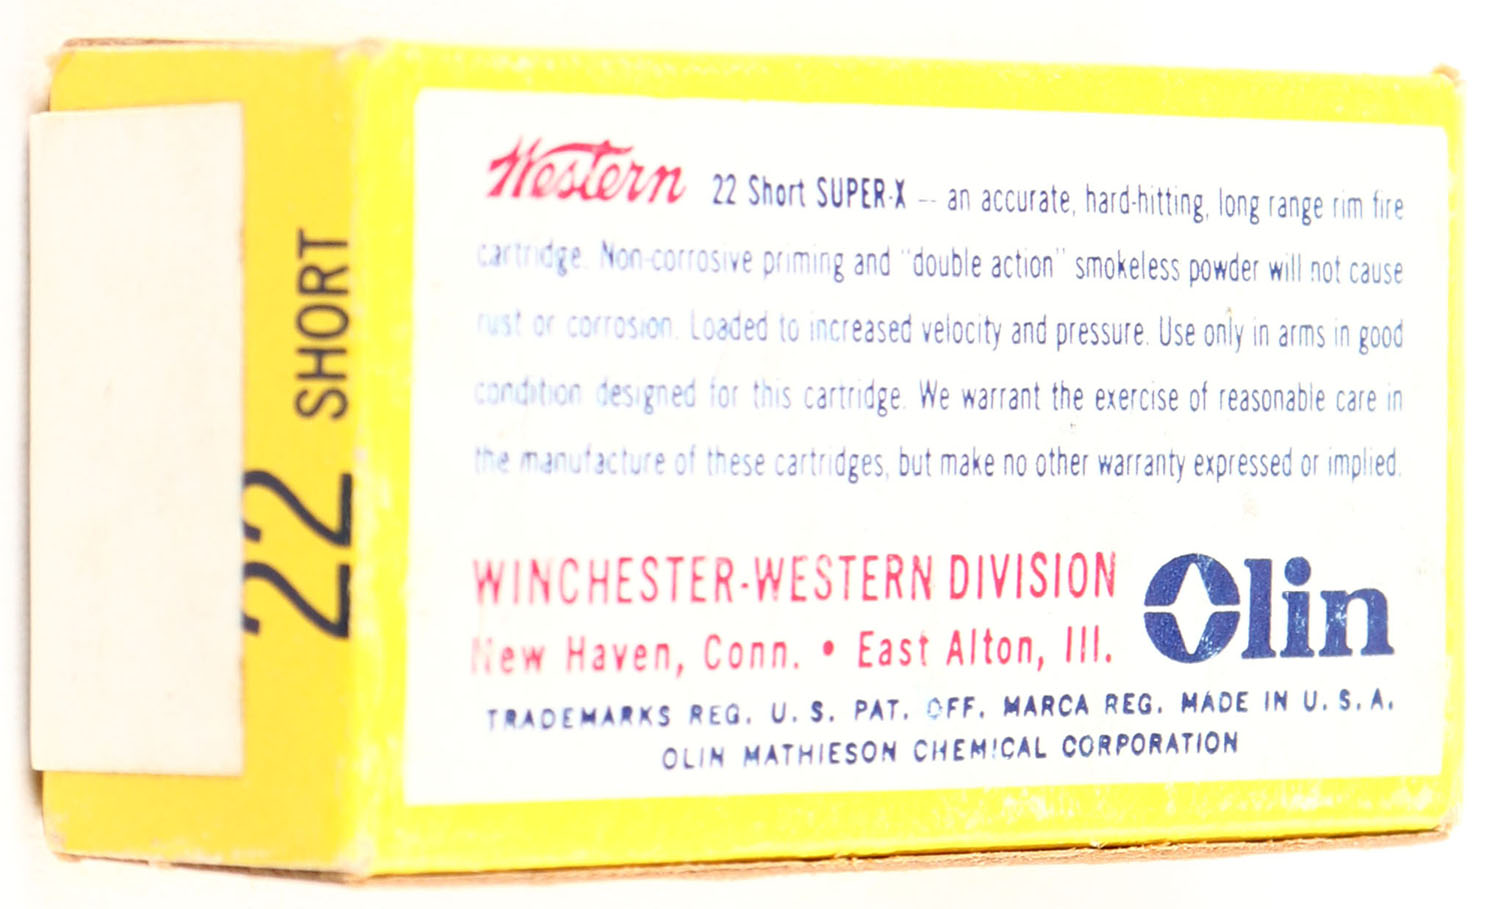 22 SHORT
Western 22 Short SUPER-X -- an accurate, hard-hitting, long range rim fire
cartridge. Non-corrosive priming and "double action" smokeless powder will not cause
rust or corrosion. Loaded to increased velocity and pressure. Use only in arms in good
condition designed for this cartridge. We warrant the exercise of reasonable care in
the manufacture of these cartridges, but make no other warranty expressed or implied.
WINCHESTER-WESTERN DIVISION
New Haven, Conn. • East Alton, Ill.
Olin
TRADEMARKS REG. U. S. PAT. OFF. MARCA REG. MADE IN U. S. A.
OLIN MATHIESON CHEMICAL CORPORATION